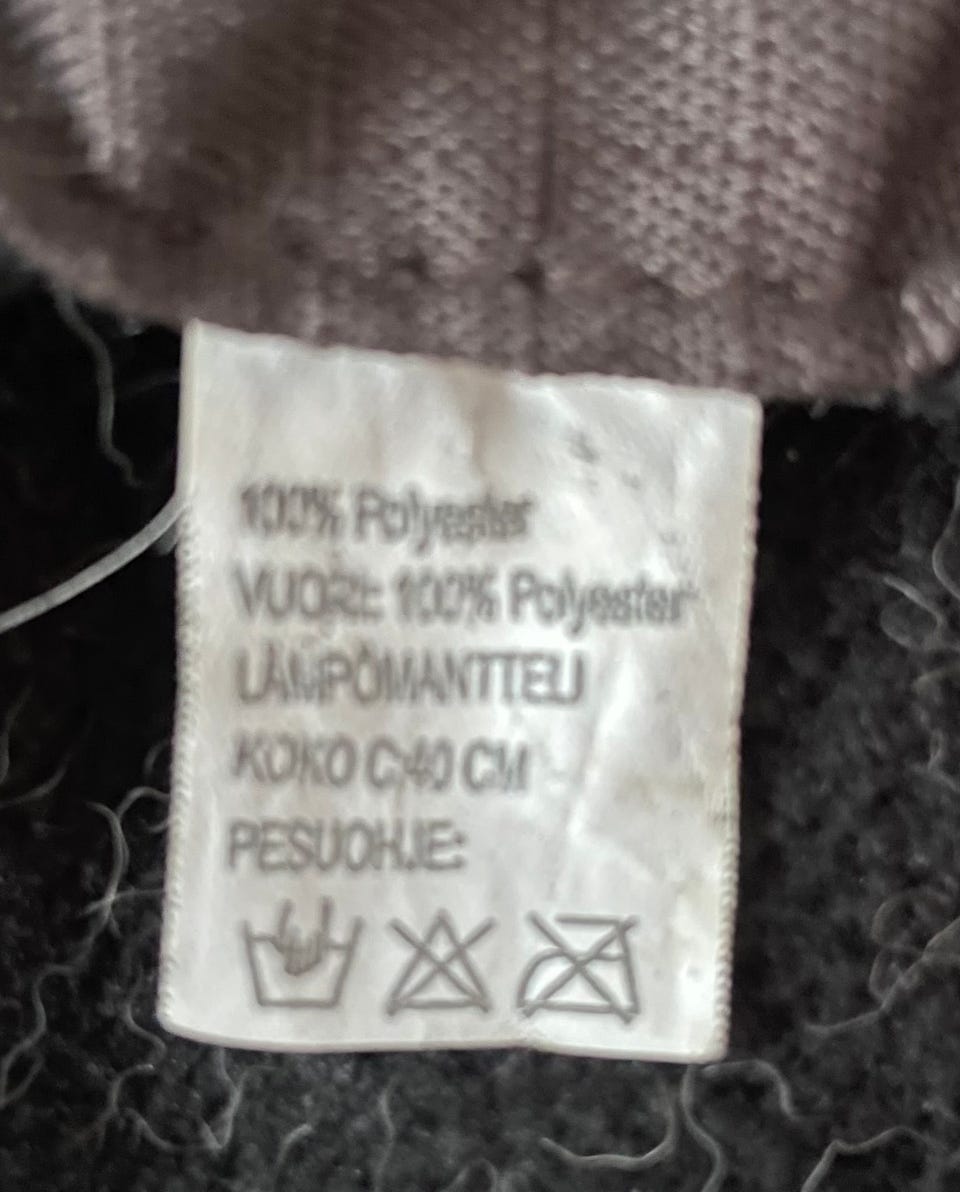 100% Polyester
VUORI: 100% Polyester
LÄMPÖMANTTELI
KOKO C/40 CM
PESUOHJE: